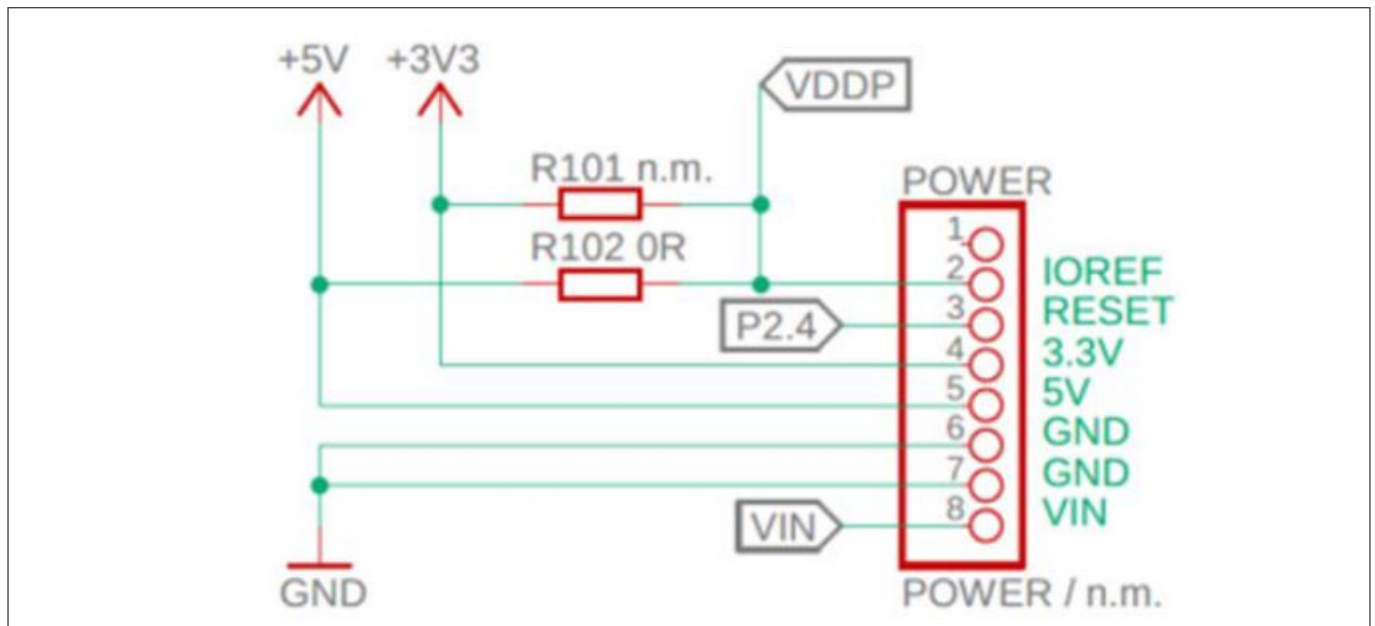 +5V +3V3
VDDP
R101 n.m.
POWER
R102 0R
1
2 IOREF
3 RESET
P2.4
4 3.3V
5 5V
6 GND
7 GND
8 VIN
VIN
GND
POWER / n.m.